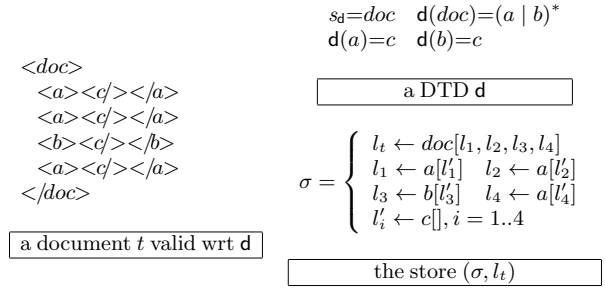 <doc>
<a><c/></a>
<a><c/></a>
<b><c/></b>
<a><c/></a>
</doc>
a document t valid wrt d
s_d=doc d(doc)=(a | b)*
d(a)=c d(b)=c
a DTD d
σ = { l_t ← doc[l_1, l_2, l_3, l_4]
l_1 ← a[l'_1] l_2 ← a[l'_2]
l_3 ← b[l'_3] l_4 ← a[l'_4]
l'_i ← c[], i = 1..4
the store (σ, l_t)